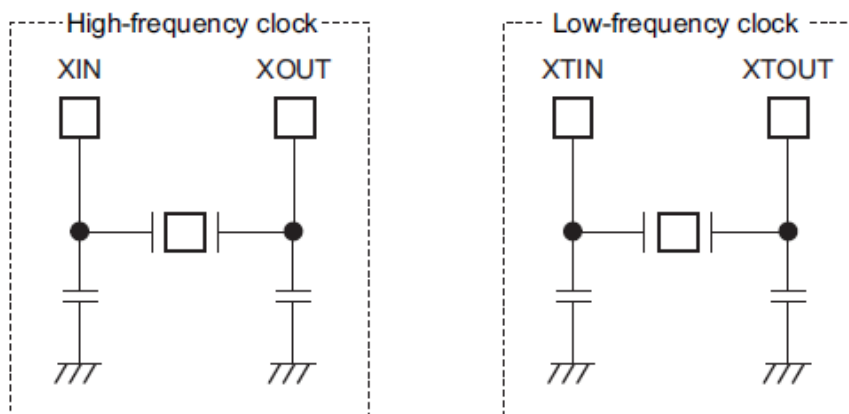 High-frequency clock
XIN XOUT
Low-frequency clock
XTIN XTOUT